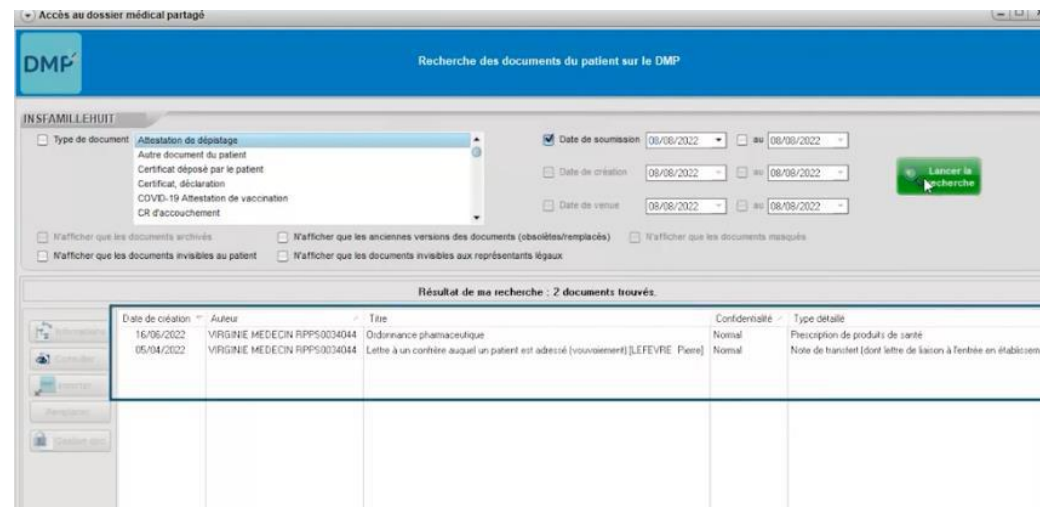 Accès au dossier médical partagé
DMP
Recherche des documents du patient sur le DMP
INSFAMILLEHUIT
Type de document
Attestation de dépistage
Autre document du patient
Certificat déposé par le patient
Certificat, déclaration
COVID-19 Attestation de vaccination
CR d'accouchement
Date de soumission 08/08/2022 au 08/08/2022
Date de création 08/08/2022 au 08/08/2022
Date de venue 08/08/2022 au 08/08/2022
Lancer la
recherche
N'afficher que les documents archivés N'afficher que les anciennes versions des documents (obsolètes/remplacés) N'afficher que les documents masqués
N'afficher que les documents invisibles au patient N'afficher que les documents invisibles aux représentants légaux
Résultat de ma recherche : 2 documents trouvés.
Date de création Auteur Titre Confidentialité Type détaillé
16/06/2022 VIRGINIE MEDECIN RPPS0034044 Ordonnance pharmaceutique Normal Prescription de produits de santé
05/04/2022 VIRGINIE MEDECIN RPPS0034044 Lettre à un confrère auquel un patient est adressé (vouvoiement) [LEFEVRE Pierre] Normal Note de transfert (dont lettre de liaison à l'entrée en établissem
Informations
Consulter
Importer
Remplacer